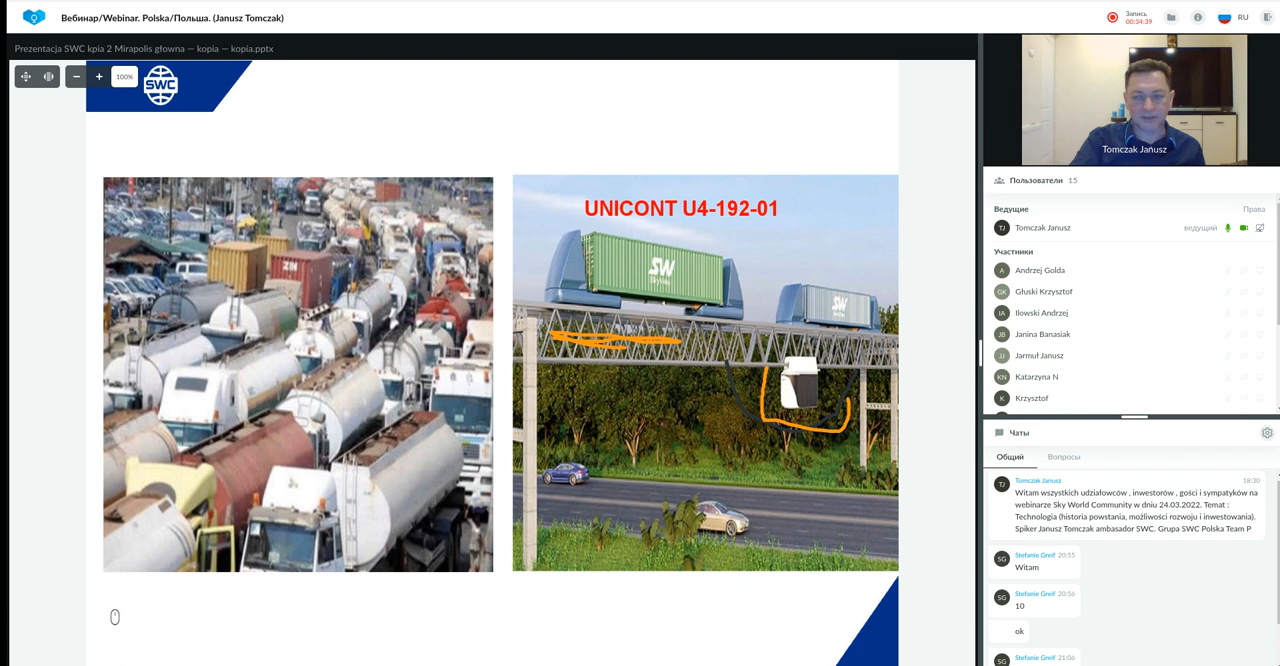 Вебинар/Webinar. Polska/Польша. (Janusz Tomczak)
Запись
00:34:39
RU
Prezentacja SWC kpia 2 Mirapolis głowna — kopia — kopia.pptx
100%
SWC
UNICONT U4-192-01
SW
SkyWay
SW
Tomczak Janusz
Пользователи 15
Ведущие
Права
TJ
Tomczak Janusz
ведущий
Участники
A
Andrzej Golda
GK
Głuski Krzysztof
IA
Ilowski Andrzej
JB
Janina Banasiak
JJ
Jarmuł Janusz
KN
Katarzyna N
K
Krzysztof
Чаты
Общий
Вопросы
TJ
Tomczak Janusz
18:30
Witam wszystkich udziałowców , inwestorów , gości i sympatyków na
webinarze Sky World Community w dniu 24.03.2022. Temat :
Technologia (historia powstania, możliwości rozwoju i inwestowania).
Spiker Janusz Tomczak ambasador SWC. Grupa SWC Polska Team P
SG
Stefanie Greif 20:55
Witam
SG
Stefanie Greif 20:56
10
ok
SG
Stefanie Greif 21:06